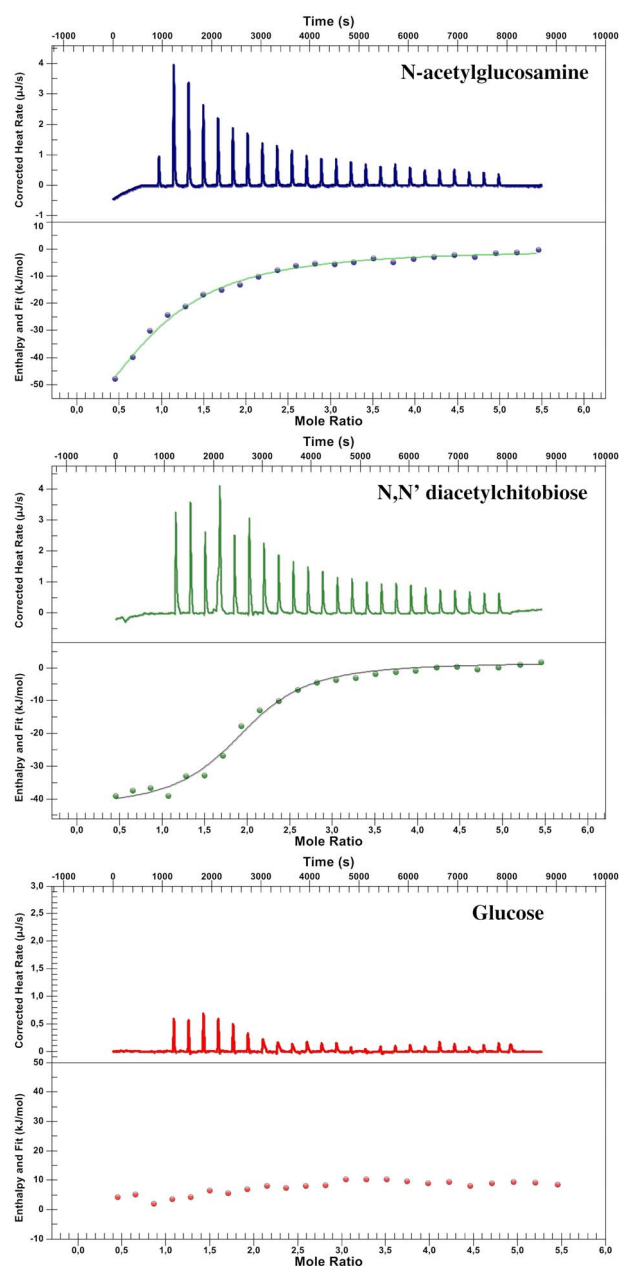 Time (s)
-1000 0 1000 2000 3000 4000 5000 6000 7000 8000 9000 10000
N-acetylglucosamine
Corrected Heat Rate (µJ/s)
4
3
2
1
0
-1
Enthalpy and Fit (kJ/mol)
10
0
-10
-20
-30
-40
-50
0,0 0,5 1,0 1,5 2,0 2,5 3,0 3,5 4,0 4,5 5,0 5,5 6,0
Mole Ratio
Time (s)
-1000 0 1000 2000 3000 4000 5000 6000 7000 8000 9000 10000
N,N’ diacetylchitobiose
Corrected Heat Rate (µJ/s)
4
3
2
1
0
Enthalpy and Fit (kJ/mol)
0
-10
-20
-30
-40
0,0 0,5 1,0 1,5 2,0 2,5 3,0 3,5 4,0 4,5 5,0 5,5 6,0
Mole Ratio
Time (s)
-1000 0 1000 2000 3000 4000 5000 6000 7000 8000 9000 10000
Glucose
Corrected Heat Rate (µJ/s)
3,0
2,5
2,0
1,5
1,0
0,5
0
Enthalpy and Fit (kJ/mol)
50
40
30
20
10
0
-10
0,0 0,5 1,0 1,5 2,0 2,5 3,0 3,5 4,0 4,5 5,0 5,5 6,0
Mole Ratio